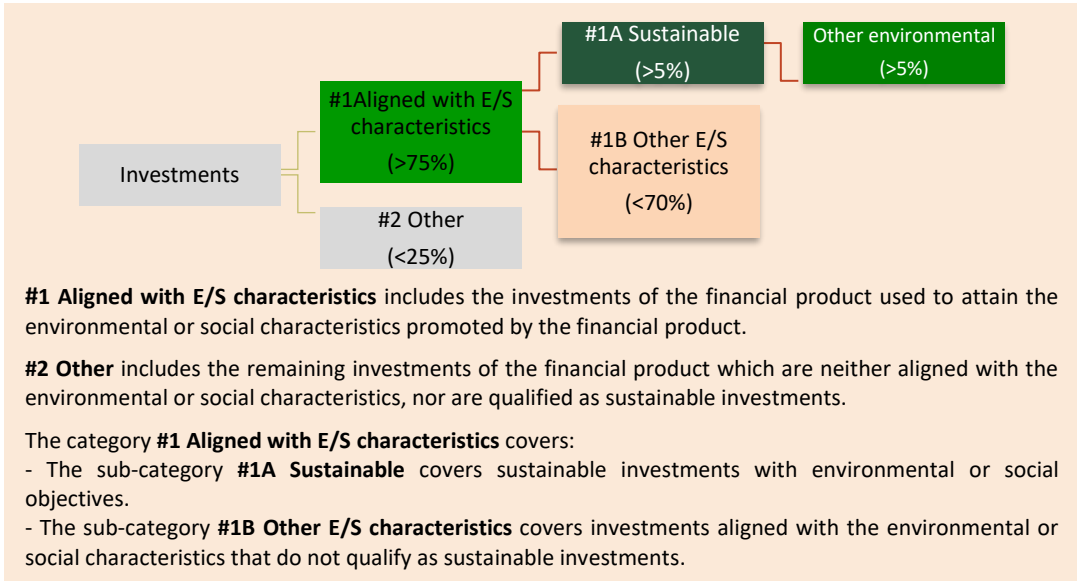 #1A Sustainable
(>5%)
Other environmental
(>5%)
#1Aligned with E/S
characteristics
(>75%)
#1B Other E/S
characteristics
(<70%)
Investments
#2 Other
(<25%)
#1 Aligned with E/S characteristics includes the investments of the financial product used to attain the
environmental or social characteristics promoted by the financial product.
#2 Other includes the remaining investments of the financial product which are neither aligned with the
environmental or social characteristics, nor are qualified as sustainable investments.
The category #1 Aligned with E/S characteristics covers:
- The sub-category #1A Sustainable covers sustainable investments with environmental or social
objectives.
- The sub-category #1B Other E/S characteristics covers investments aligned with the environmental or
social characteristics that do not qualify as sustainable investments.